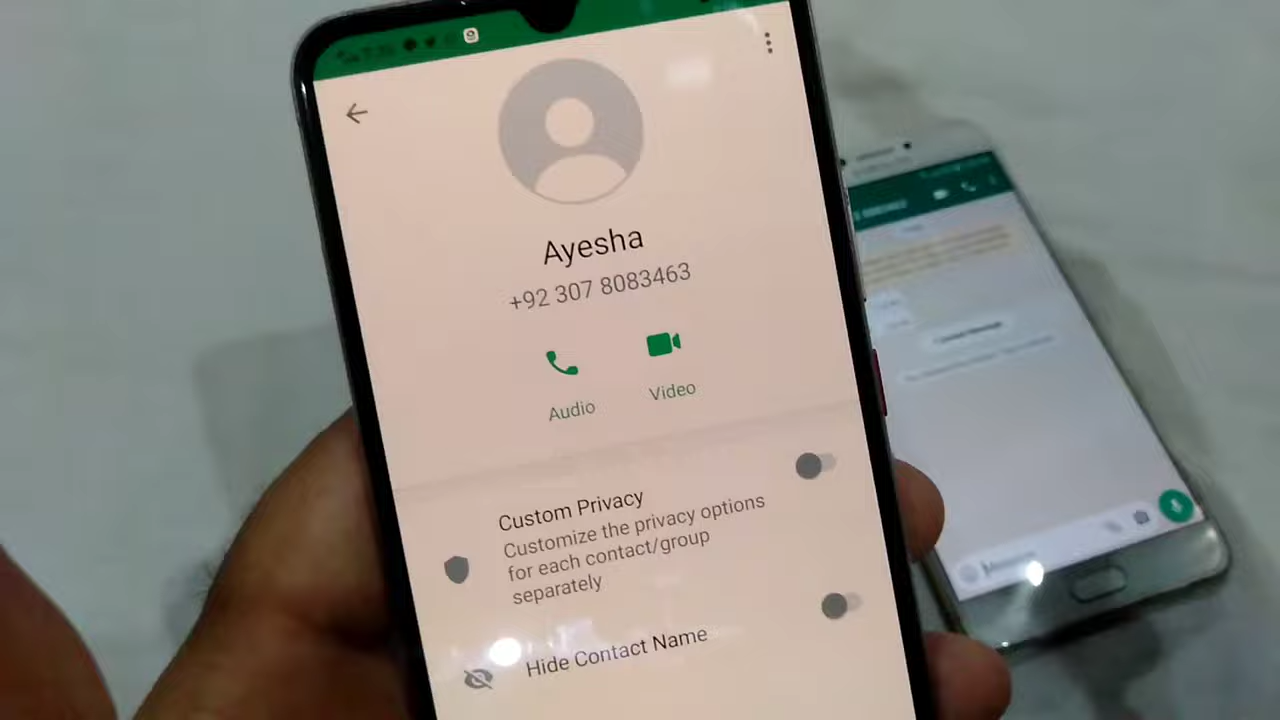 Ayesha
+92 307 8083463
Audio
Video
Custom Privacy
Customize the privacy options
for each contact/group
separately
Hide Contact Name